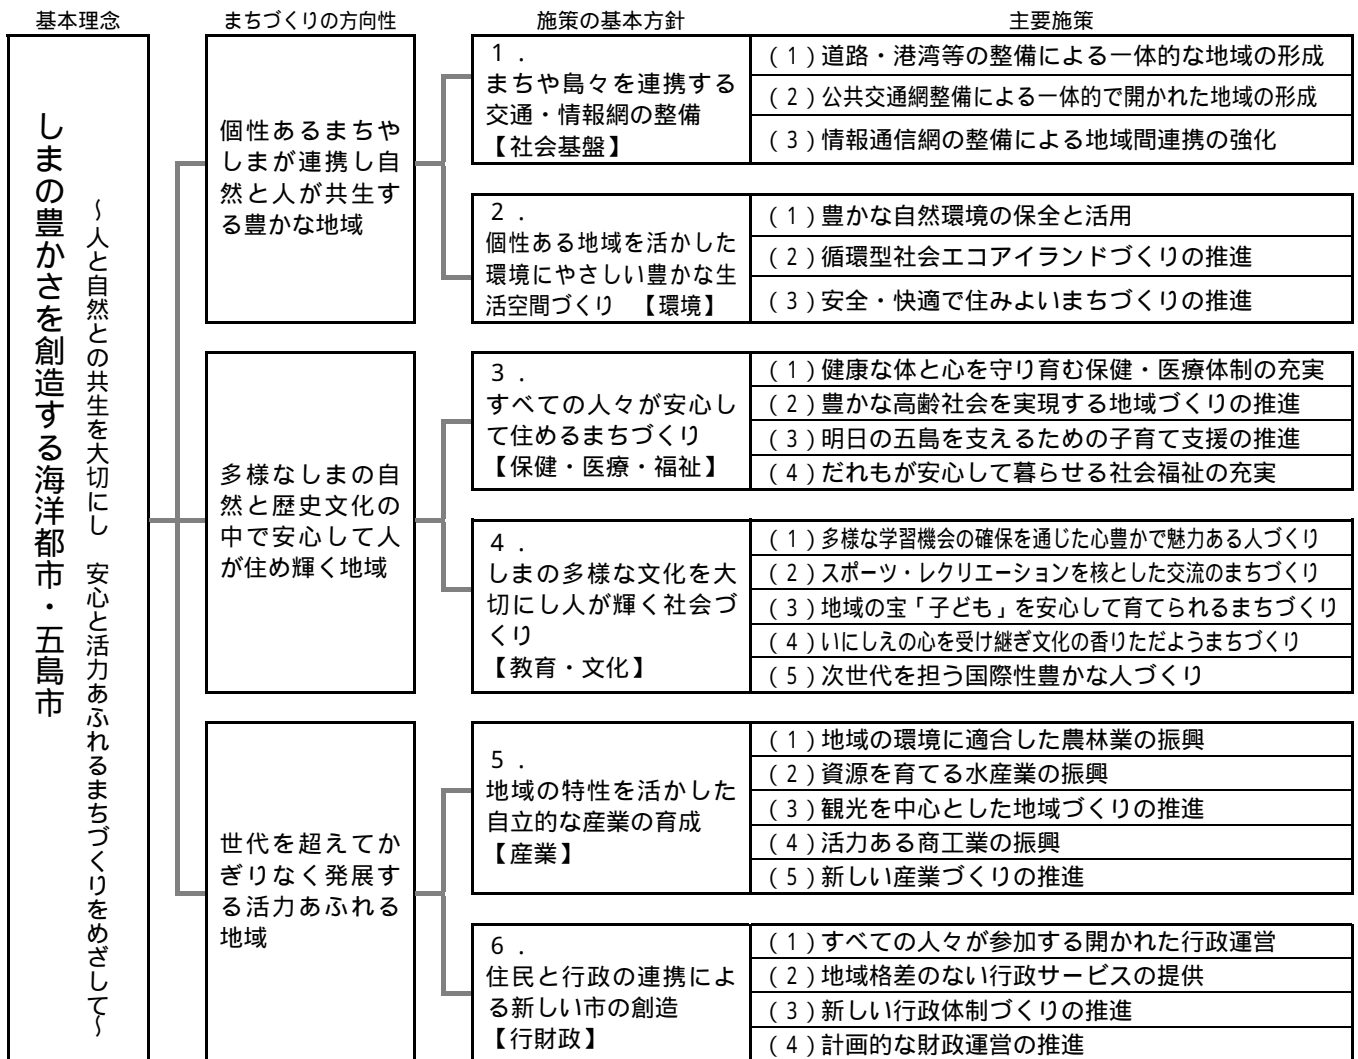 基本理念
まちづくりの方向性
施策の基本方針
主要施策
しまの豊かさを創造する海洋都市・五島市
～人と自然との共生を大切にし　安心と活力あふれるまちづくりをめざして～
個性あるまちや
しまが連携し自
然と人が共生す
る豊かな地域
１．
まちや島々を連携する
交通・情報網の整備
【社会基盤】
(１)道路・港湾等の整備による一体的な地域の形成
(２)公共交通網整備による一体的で開かれた地域の形成
(３)情報通信網の整備による地域間連携の強化
２．
個性ある地域を活かした
環境にやさしい豊かな生
活空間づくり　【環境】
(１)豊かな自然環境の保全と活用
(２)循環型社会エコアイランドづくりの推進
(３)安全・快適で住みよいまちづくりの推進
多様なしまの自
然と歴史文化の
中で安心して人
が住め輝く地域
３．
すべての人々が安心し
て住めるまちづくり
【保健・医療・福祉】
(１)健康な体と心を守り育む保健・医療体制の充実
(２)豊かな高齢社会を実現する地域づくりの推進
(３)明日の五島を支えるための子育て支援の推進
(４)だれもが安心して暮らせる社会福祉の充実
４．
しまの多様な文化を大
切にし人が輝く社会づ
くり
【教育・文化】
(１)多様な学習機会の確保を通じた心豊かで魅力ある人づくり
(２)スポーツ・レクリエーションを核とした交流のまちづくり
(３)地域の宝「子ども」を安心して育てられるまちづくり
(４)いにしえの心を受け継ぎ文化の香りただようまちづくり
(５)次世代を担う国際性豊かな人づくり
世代を超えてか
ぎりなく発展す
る活力あふれる
地域
５．
地域の特性を活かした
自立的な産業の育成
【産業】
(１)地域の環境に適合した農林業の振興
(２)資源を育てる水産業の振興
(３)観光を中心とした地域づくりの推進
(４)活力ある商工業の振興
(５)新しい産業づくりの推進
６．
住民と行政の連携によ
る新しい市の創造
【行財政】
(１)すべての人々が参加する開かれた行政運営
(２)地域格差のない行政サービスの提供
(３)新しい行政体制づくりの推進
(４)計画的な財政運営の推進